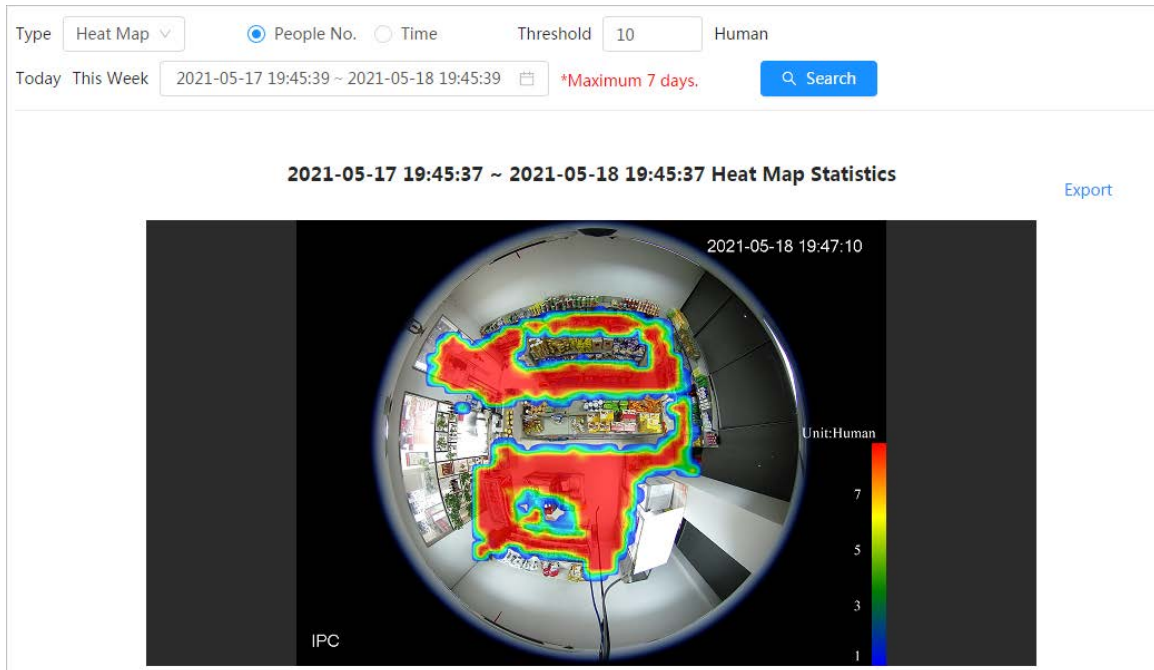 Type Heat Map People No. Time Threshold 10 Human
Today This Week 2021-05-17 19:45:39 ~ 2021-05-18 19:45:39 *Maximum 7 days. Search
2021-05-17 19:45:37 ~ 2021-05-18 19:45:37 Heat Map Statistics
Export
2021-05-18 19:47:10
Unit:Human
7
5
3
IPC
1